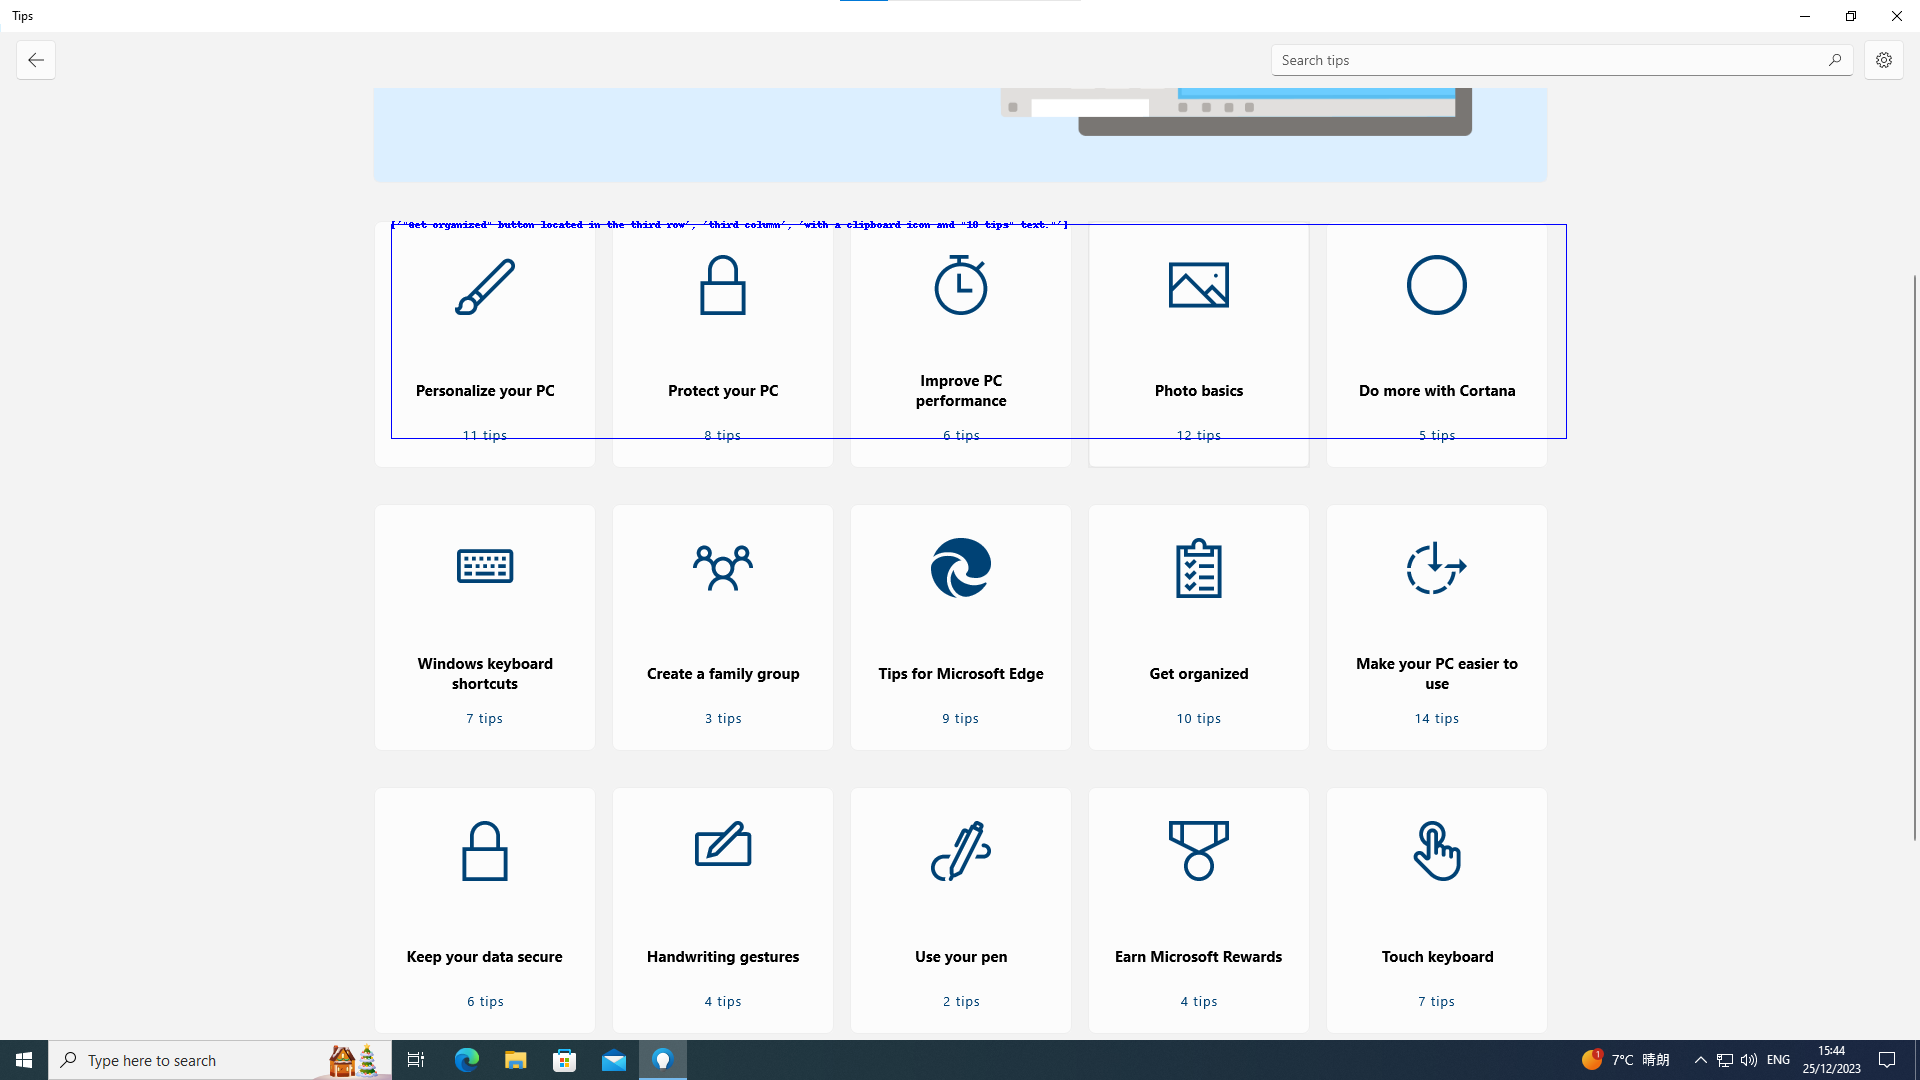 Tips
Search tips
['"Get organized" button located in the third row', 'third column', 'with a clipboard icon and "10 tips" text."']
Personalize your PC
11 tips
Protect your PC
8 tips
Improve PC
performance
6 tips
Photo basics
12 tips
Do more with Cortana
5 tips
Windows keyboard
shortcuts
7 tips
Create a family group
3 tips
Tips for Microsoft Edge
9 tips
Get organized
10 tips
Make your PC easier to
use
14 tips
Keep your data secure
6 tips
Handwriting gestures
4 tips
Use your pen
2 tips
Earn Microsoft Rewards
4 tips
Touch keyboard
7 tips
Type here to search
1
7°C 晴朗
ENG
15:44
25/12/2023